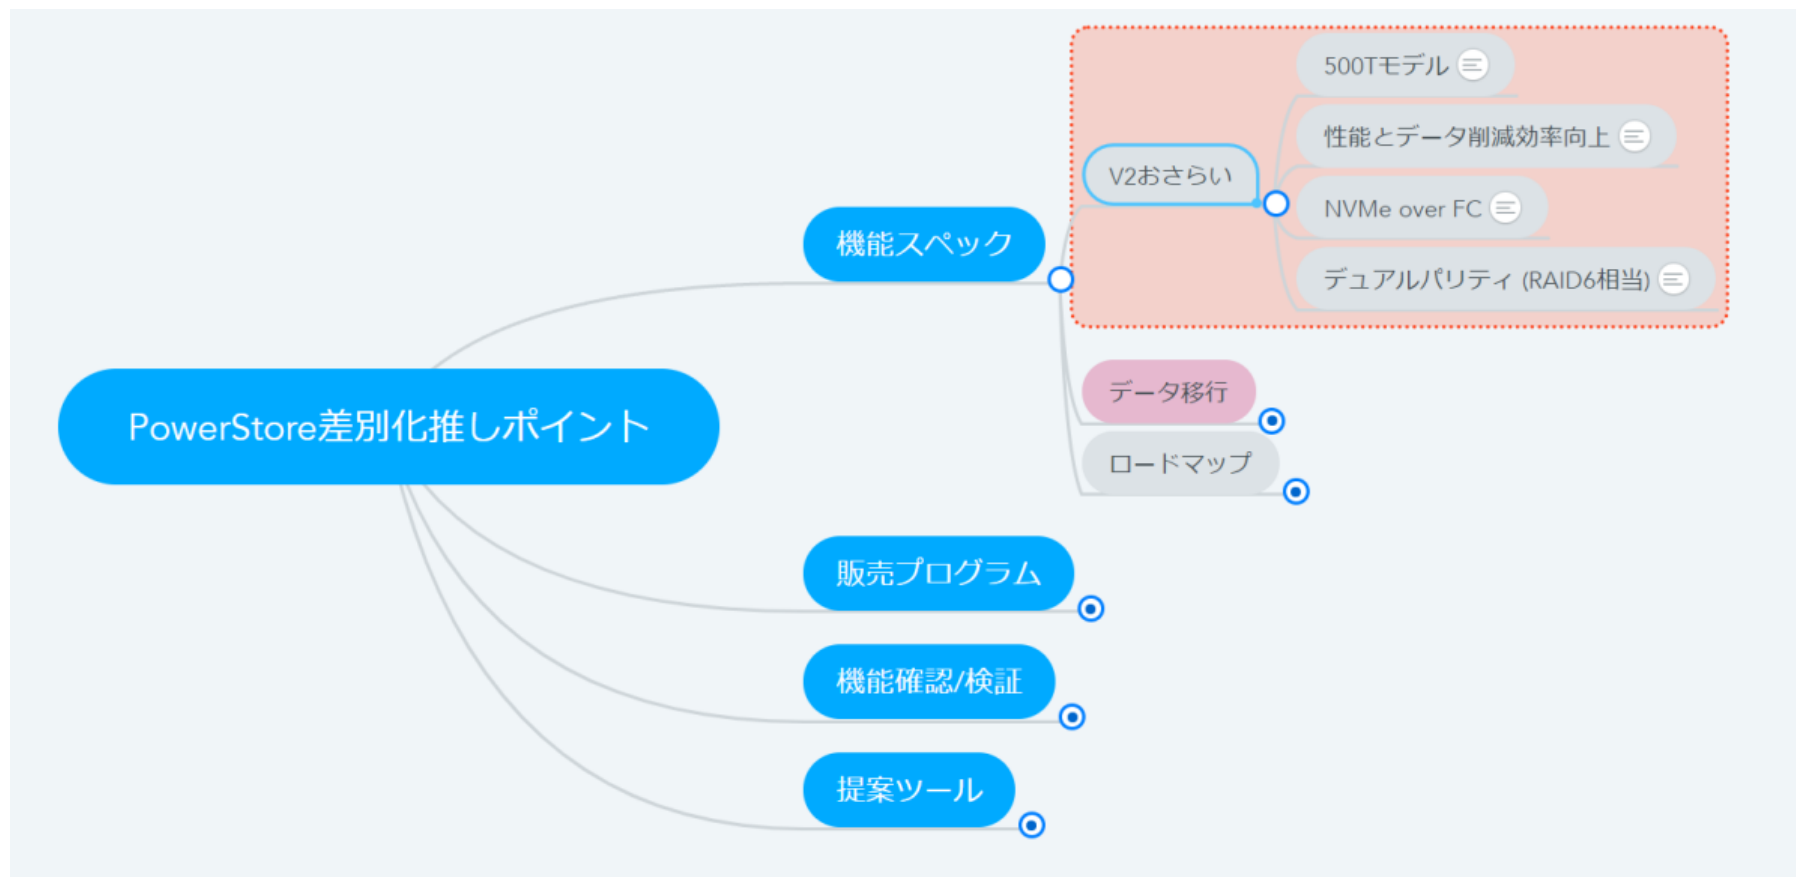 PowerStore差別化推しポイント
機能スペック
V2おさらい
500Tモデル
性能とデータ削減効率向上
NVMe over FC
デュアルパリティ (RAID6相当)
データ移行
ロードマップ
販売プログラム
機能確認/検証
提案ツール